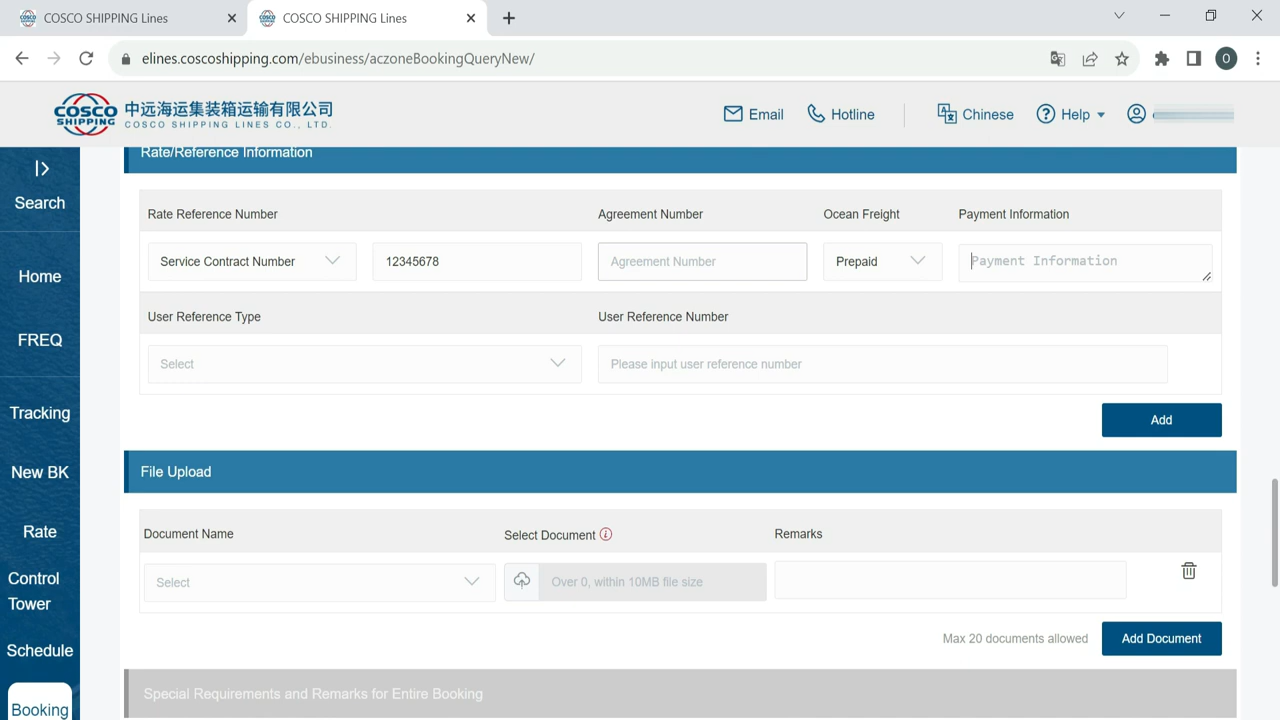 COSCO SHIPPING Lines
COSCO SHIPPING Lines
elines.coscoshipping.com/ebusiness/aczoneBookingQueryNew/
O
COSCO SHIPPING
中远海运集装箱运输有限公司
COSCO SHIPPING LINES CO., LTD.
Email
Hotline
Chinese
Help
Search
Home
FREQ
Tracking
New BK
Rate
Control
Tower
Schedule
Booking
Rate/Reference Information
Rate Reference Number Agreement Number Ocean Freight Payment Information
Service Contract Number 12345678 Agreement Number Prepaid Payment Information
User Reference Type User Reference Number
Select Please input user reference number
Add
File Upload
Document Name Select Document Remarks
Select Over 0, within 10MB file size
Max 20 documents allowed Add Document
Special Requirements and Remarks for Entire Booking